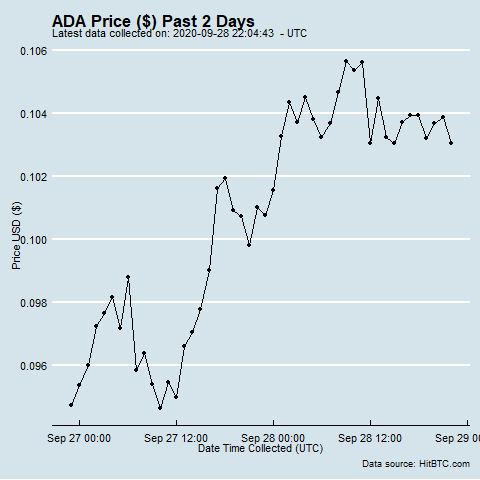 ADA Price ($) Past 2 Days
Latest data collected on: 2020-09-28 22:04:43 - UTC
0.106
0.104
0.102
0.100
0.098
0.096
Price USD ($)
Sep 27 00:00 Sep 27 12:00 Sep 28 00:00 Sep 28 12:00 Sep 29 0
Date Time Collected (UTC)
Data source: HitBTC.com